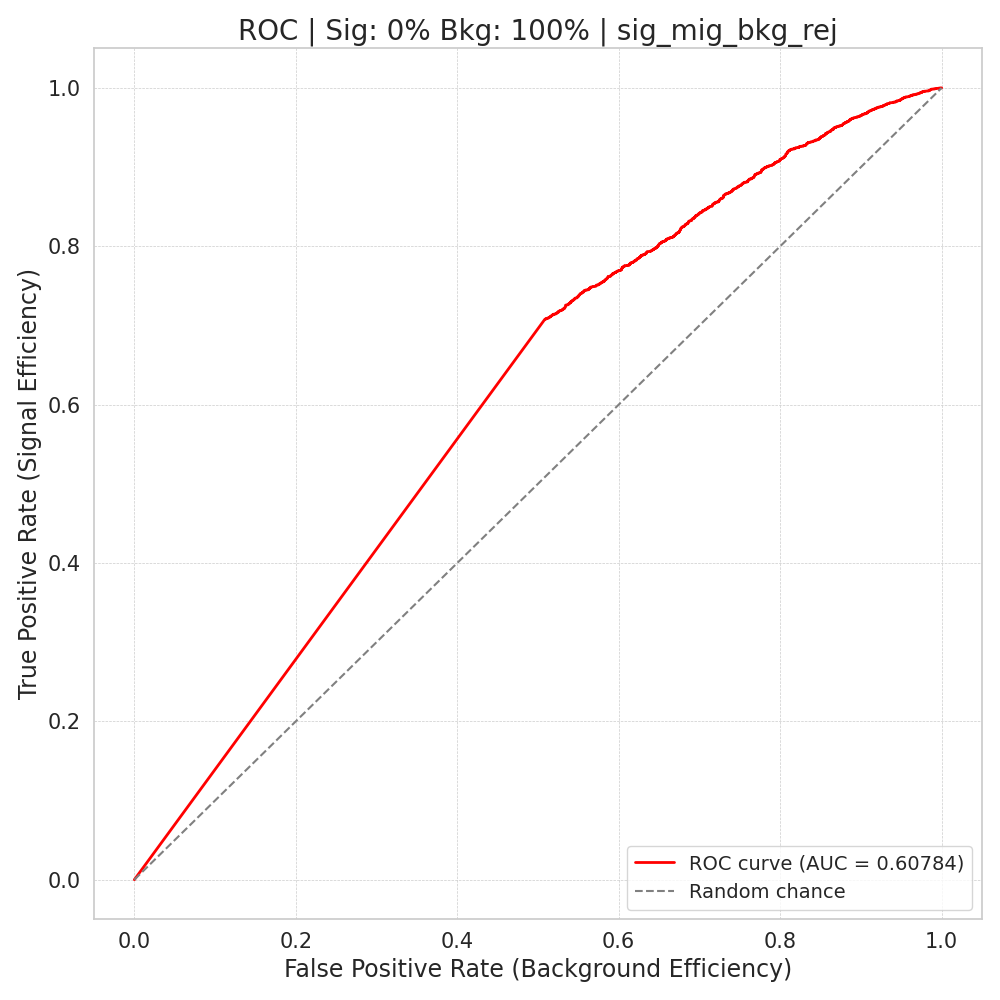 ROC | Sig: 0% Bkg: 100% | sig_mig_bkg_rej
True Positive Rate (Signal Efficiency)
1.0
0.8
0.6
0.4
0.2
0.0
ROC curve (AUC = 0.60784)
Random chance
0.0 0.2 0.4 0.6 0.8 1.0
False Positive Rate (Background Efficiency)